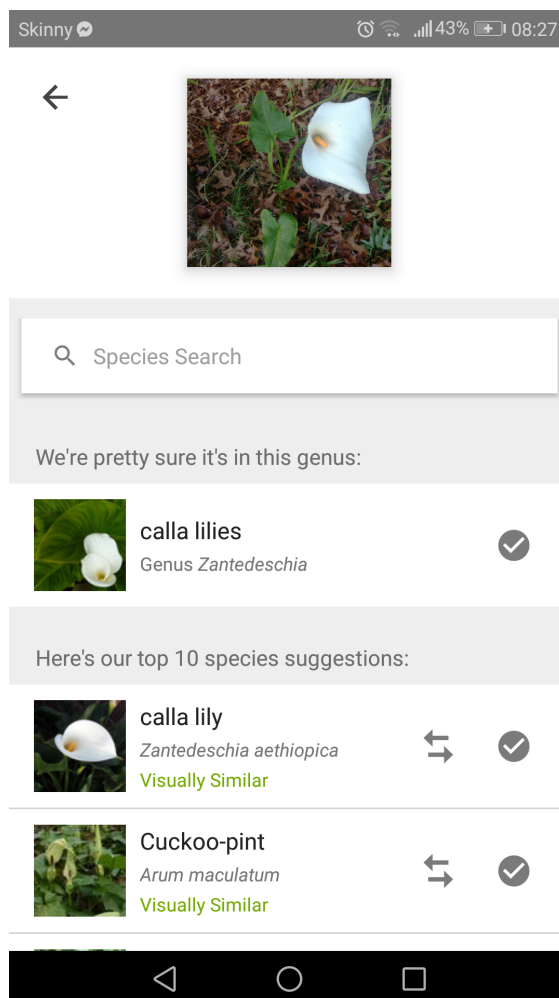 Skinny 43% 08:27
Species Search
We're pretty sure it's in this genus:
calla lilies
Genus Zantedeschia
Here's our top 10 species suggestions:
calla lily
Zantedeschia aethiopica
Visually Similar
Cuckoo-pint
Arum maculatum
Visually Similar